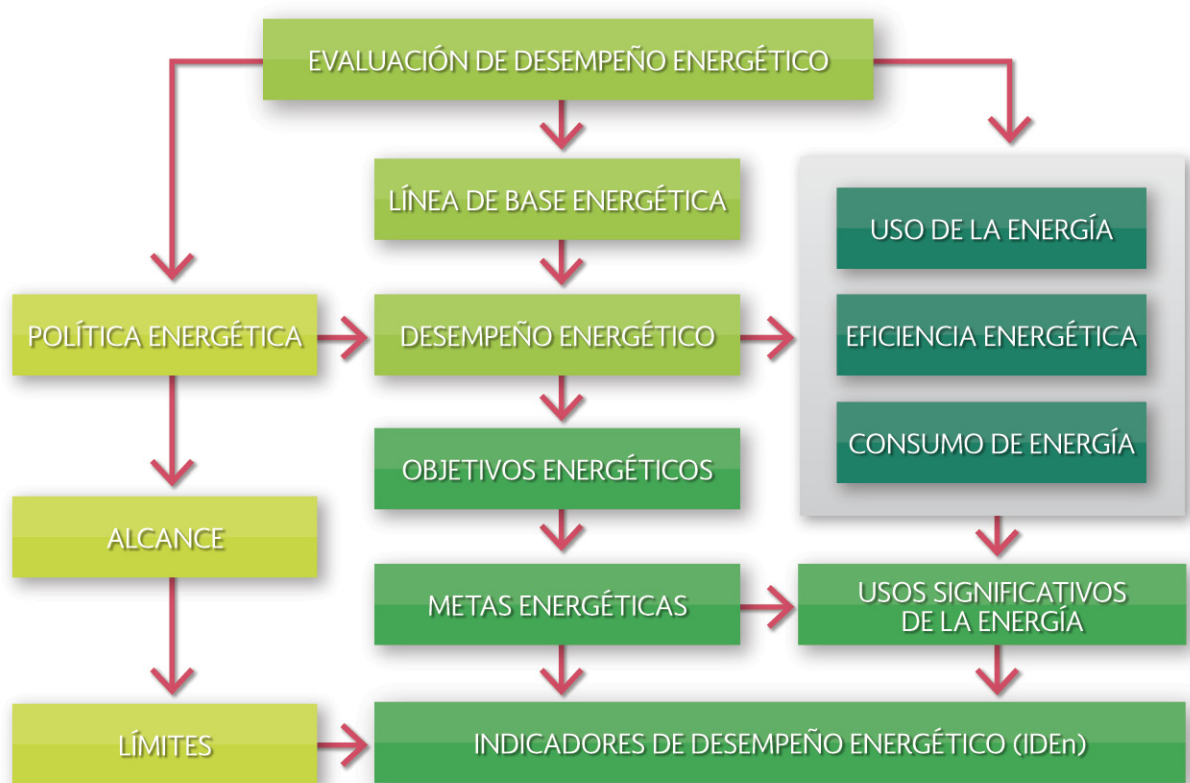 EVALUACIÓN DE DESEMPEÑO ENERGÉTICO
LÍNEA DE BASE ENERGÉTICA
USO DE LA ENERGÍA
POLÍTICA ENERGÉTICA
DESEMPEÑO ENERGÉTICO
EFICIENCIA ENERGÉTICA
CONSUMO DE ENERGÍA
OBJETIVOS ENERGÉTICOS
ALCANCE
METAS ENERGÉTICAS
USOS SIGNIFICATIVOS
DE LA ENERGÍA
LÍMITES
INDICADORES DE DESEMPEÑO ENERGÉTICO (IDEn)